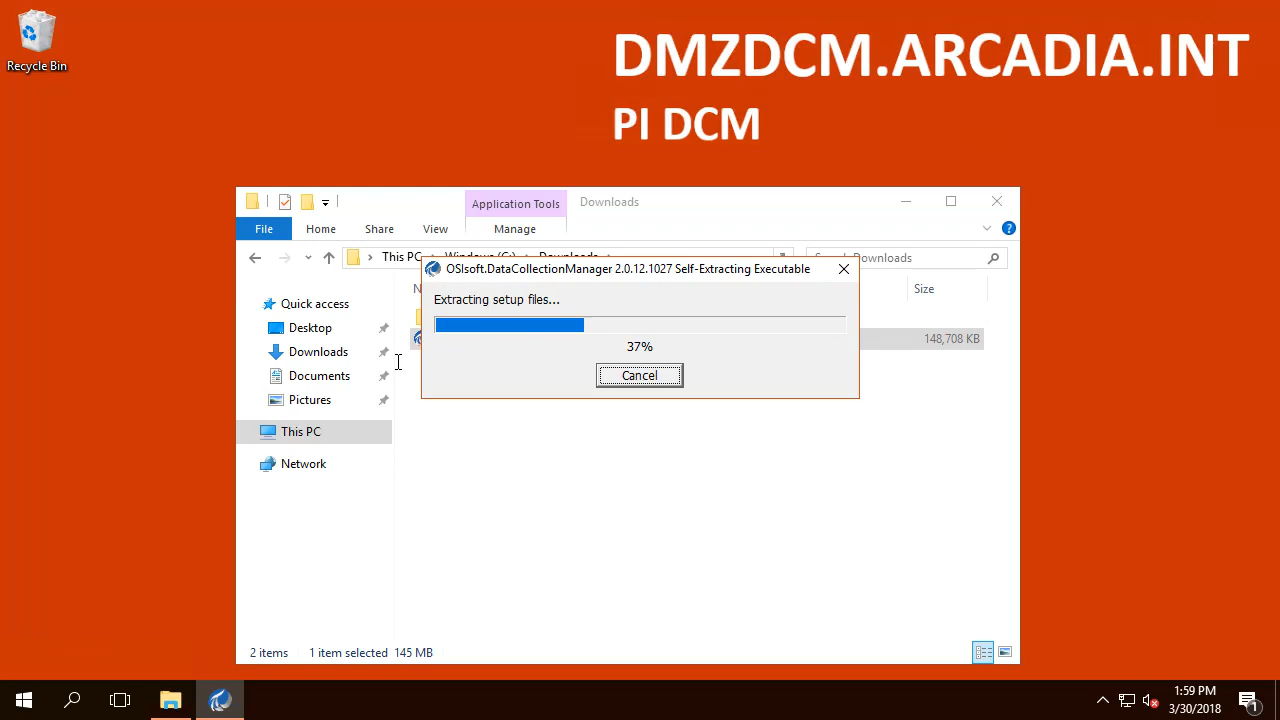 Recycle Bin
DMZDCM.ARCADIA.INT
PI DCM
Application Tools
Downloads
File
Home
Share
View
Manage
This PC
Downloads
OSIsoft.DataCollectionManager 2.0.12.1027 Self-Extracting Executable
Size
Extracting setup files...
Quick access
Desktop
148,708 KB
37%
Downloads
Documents
Cancel
Pictures
This PC
Network
2 items
1 item selected 145 MB
1:59 PM
3/30/2018
1